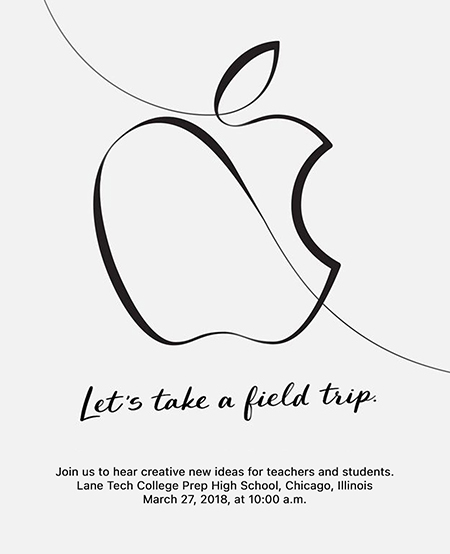 Let's take a field trip.
Join us to hear creative new ideas for teachers and students.
Lane Tech College Prep High School, Chicago, Illinois
March 27, 2018, at 10:00 a.m.